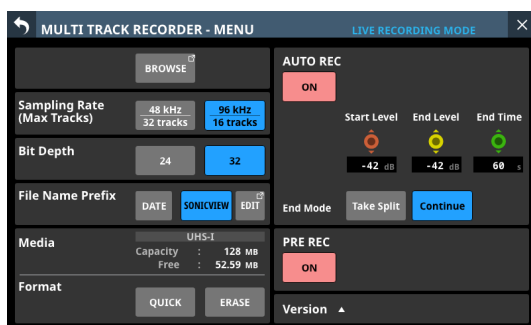 MULTI TRACK RECORDER - MENU
LIVE RECORDING MODE
BROWSE
Sampling Rate
(Max Tracks)
48 kHz
32 tracks
96 kHz
16 tracks
Bit Depth
24
32
File Name Prefix
DATE
SONICVIEW
EDIT
Media
UHS-I
Capacity : 128 MB
Free : 52.59 MB
Format
QUICK
ERASE
AUTO REC
ON
Start Level
End Level
End Time
-42 dB
-42 dB
60 s
End Mode
Take Split
Continue
PRE REC
ON
Version ▲